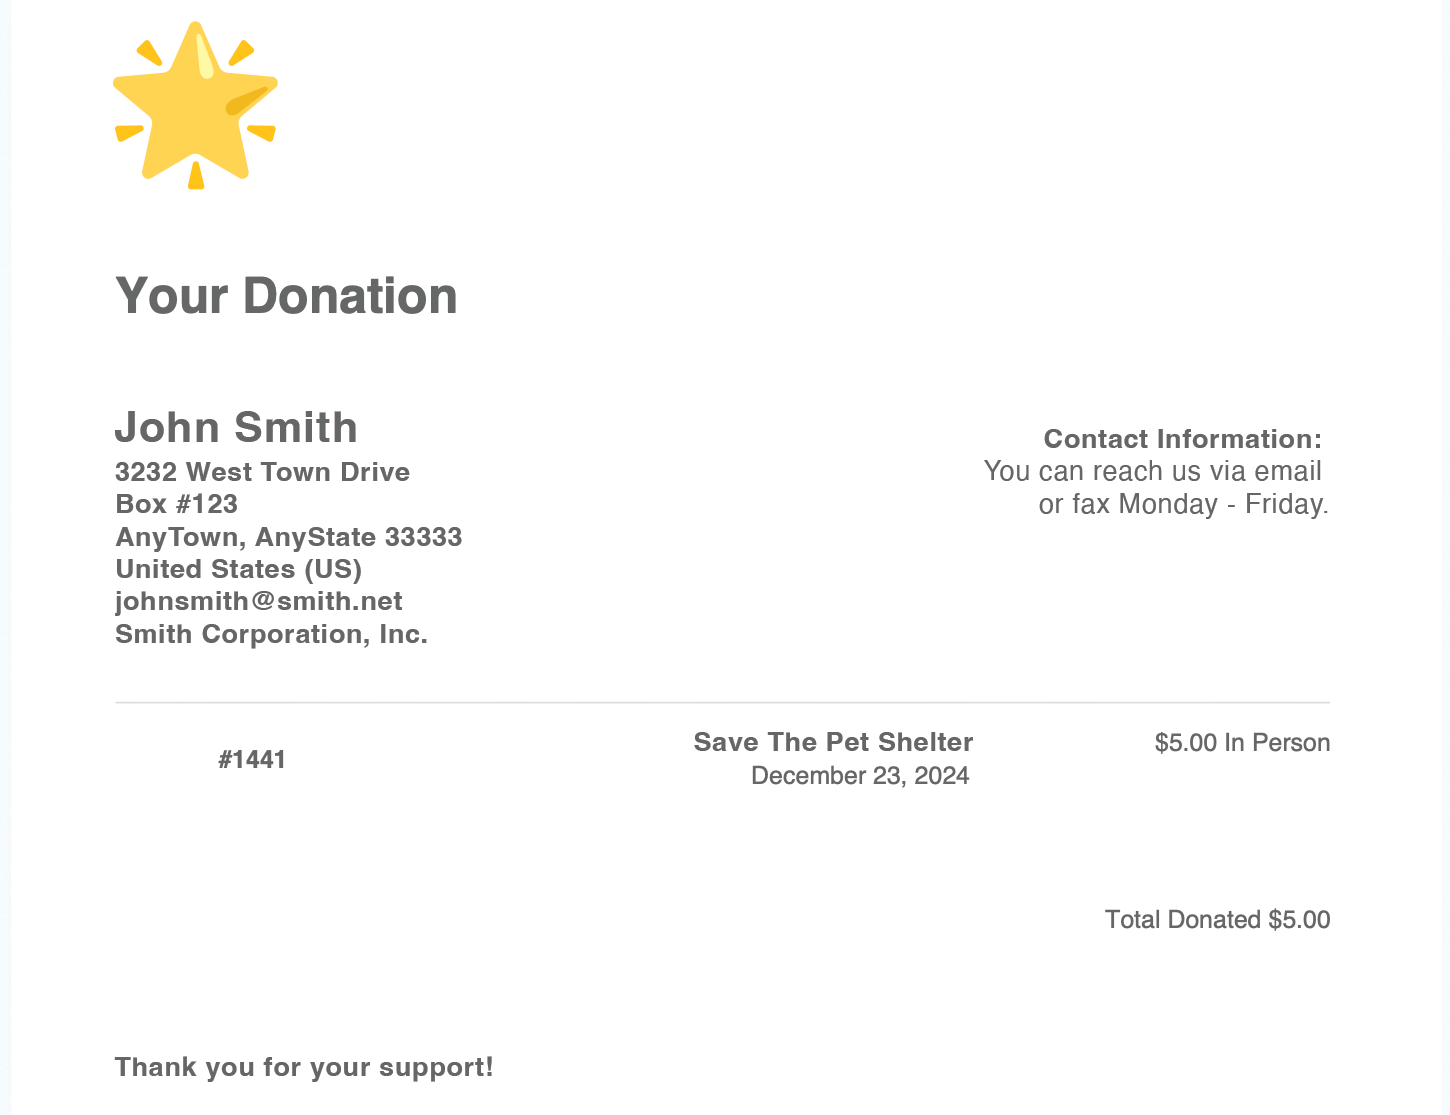 Your Donation
John Smith
3232 West Town Drive
Box #123
AnyTown, AnyState 33333
United States (US)
johnsmith@smith.net
Smith Corporation, Inc.
Contact Information:
You can reach us via email
or fax Monday - Friday.
#1441
Save The Pet Shelter
December 23, 2024
$5.00 In Person
Total Donated $5.00
Thank you for your support!